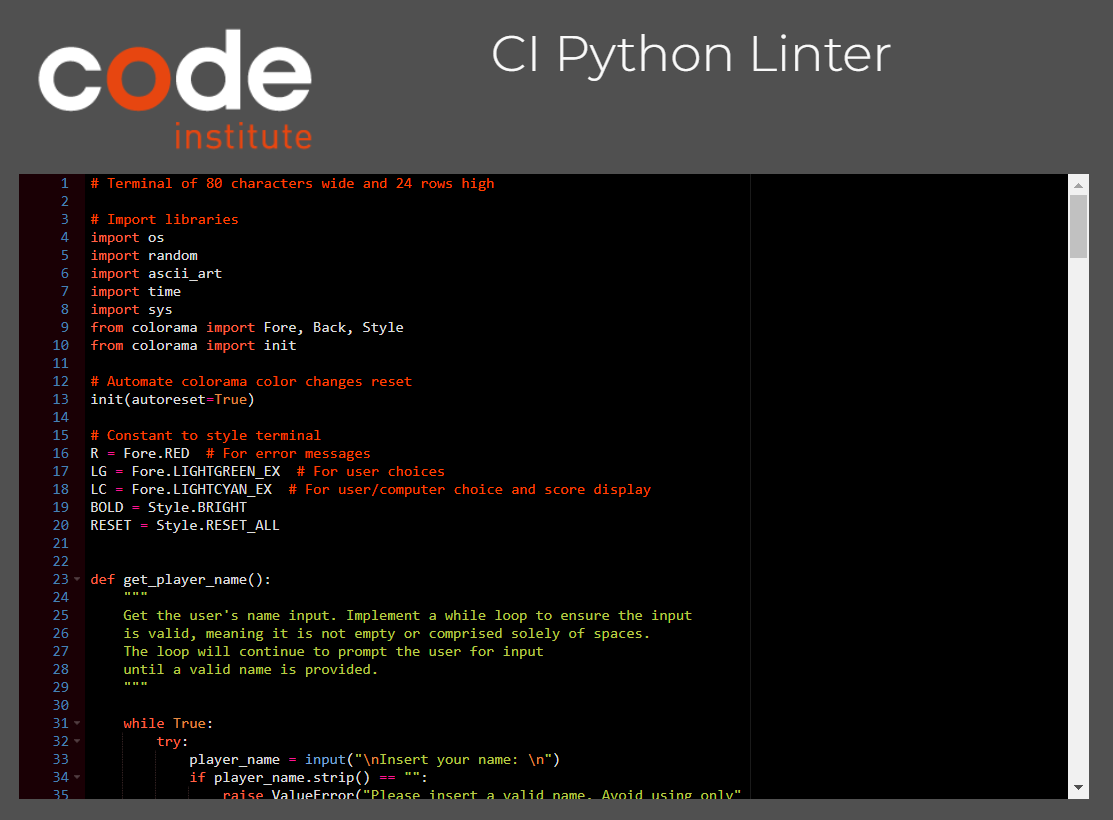 code
institute
CI Python Linter
1 # Terminal of 80 characters wide and 24 rows high
2
3 # Import libraries
4 import os
5 import random
6 import ascii_art
7 import time
8 import sys
9 from colorama import Fore, Back, Style
10 from colorama import init
11
12 # Automate colorama color changes reset
13 init(autoreset=True)
14
15 # Constant to style terminal
16 R = Fore.RED  # For error messages
17 LG = Fore.LIGHTGREEN_EX  # For user choices
18 LC = Fore.LIGHTCYAN_EX  # For user/computer choice and score display
19 BOLD = Style.BRIGHT
20 RESET = Style.RESET_ALL
21
22
23 def get_player_name():
24     """
25     Get the user's name input. Implement a while loop to ensure the input
26     is valid, meaning it is not empty or comprised solely of spaces.
27     The loop will continue to prompt the user for input
28     until a valid name is provided.
29     """
30
31     while True:
32         try:
33             player_name = input("\nInsert your name: \n")
34             if player_name.strip() == "":
35                 raise ValueError("Please insert a valid name. Avoid using only"